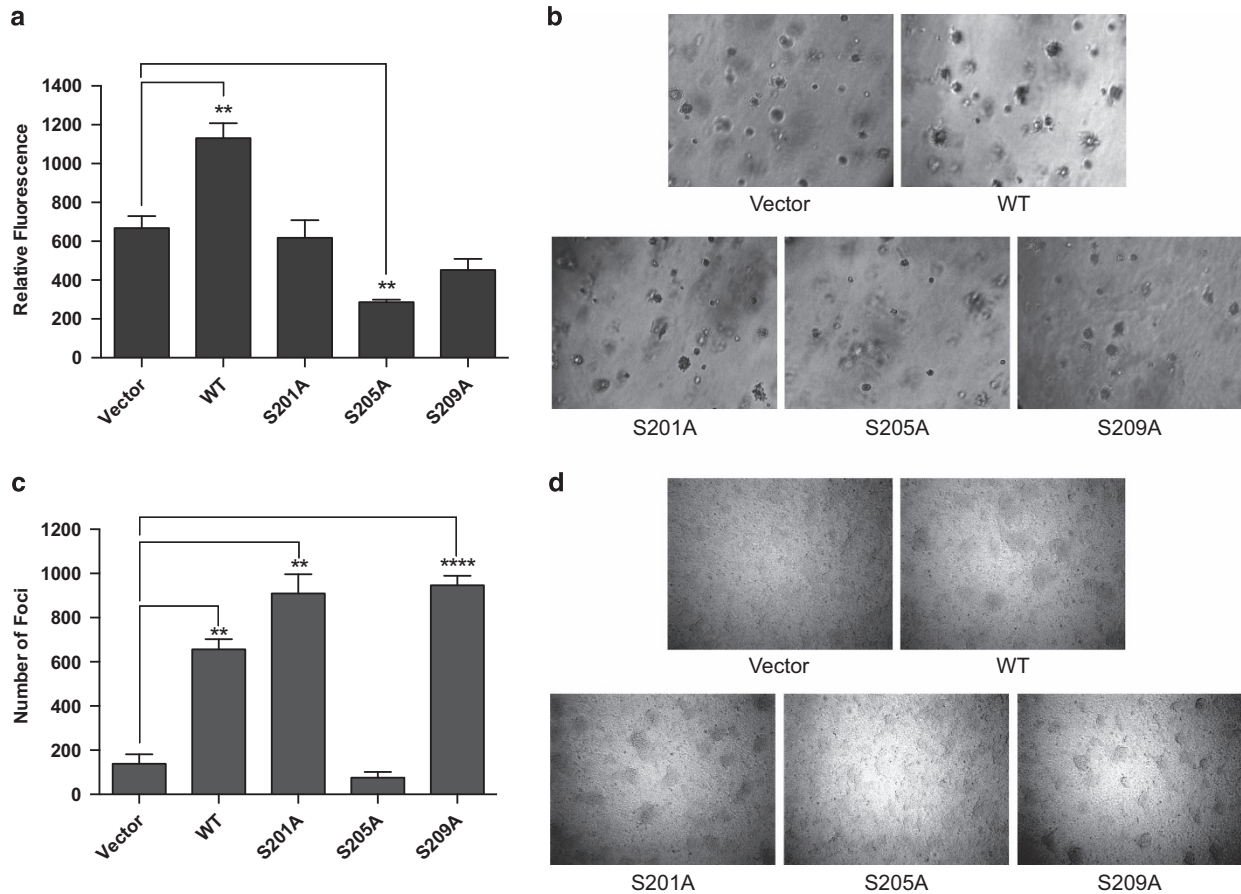 a
Relative Fluorescence
1400
1200
1000
800
600
400
200
0
**
**
Vector
WT
S201A
S205A
S209A
b
Vector
WT
S201A
S205A
S209A
c
Number of Foci
1200
1000
800
600
400
200
0
**
**
****
Vector
WT
S201A
S205A
S209A
d
Vector
WT
S201A
S205A
S209A